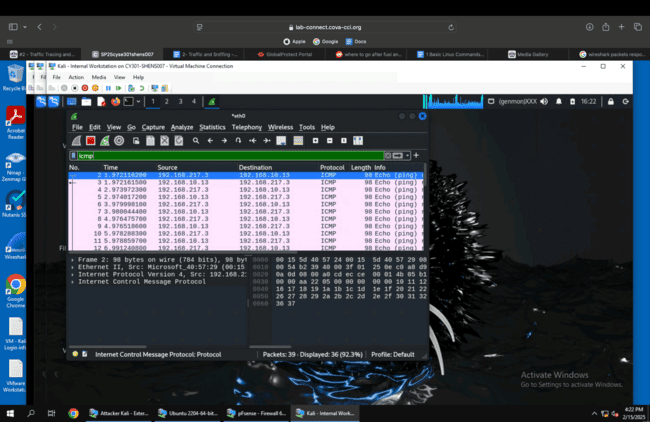 lab-connect.cova-cci.org
Apple Google Docs
#2 - Traffic Tracing and... SP25cyse301shens007 2- Traffic and Sniffing -... GlobalProtect Portal where to go after fuel an... 1 Basic Linux Command... Media Gallery wireshark packets respo...
Kali - Internal Workstation on CY301-SHENS007 - Virtual Machine Connection
File Action Media View Help
1 2 3 4
(genmon)XXX 16:22
*eth0
File Edit View Go Capture Analyze Statistics Telephony Wireless Tools Help
icmp
No. Time Source Destination Protocol Length Info
2 1.972116200 192.168.217.3 192.168.10.13 ICMP 98 Echo (ping)
3 1.972161500 192.168.10.13 192.168.217.3 ICMP 98 Echo (ping)
4 2.973972300 192.168.217.3 192.168.10.13 ICMP 98 Echo (ping)
5 2.974017200 192.168.10.13 192.168.217.3 ICMP 98 Echo (ping)
6 3.979998100 192.168.217.3 192.168.10.13 ICMP 98 Echo (ping)
7 3.980044400 192.168.10.13 192.168.217.3 ICMP 98 Echo (ping)
8 4.976475700 192.168.217.3 192.168.10.13 ICMP 98 Echo (ping)
9 4.976518600 192.168.10.13 192.168.217.3 ICMP 98 Echo (ping)
10 5.978288300 192.168.217.3 192.168.10.13 ICMP 98 Echo (ping)
11 5.978859700 192.168.10.13 192.168.217.3 ICMP 98 Echo (ping)
12 6.991240800 192.168.217.3 192.168.10.13 ICMP 98 Echo (ping)
Frame 2: 98 bytes on wire (784 bits), 98 byt
Ethernet II, Src: Microsoft_40:57:29 (00:15
Internet Protocol Version 4, Src: 192.168.21
Internet Control Message Protocol
0000 00 15 5d 40 57 24 00 15 5d 40 57 29 08
0010 00 54 b2 39 40 00 3f 01 25 0e c0 a8 d9
0020 0a 0d 08 00 a0 cd ec ce 00 01 4b 05 b1
0030 00 00 aa 22 05 00 00 00 00 00 10 11 12
0040 16 17 18 19 1a 1b 1c 1d 1e 1f 20 21 22
0050 26 27 28 29 2a 2b 2c 2d 2e 2f 30 31 32
0060 36 37
Internet Control Message Protocol: Protocol Packets: 39 · Displayed: 36 (92.3%) Profile: Default
Recycle
Acrobat
Reader
Nmap -
Zenmap
Nutanix
Wireshark
Google
Chrome
VM - Kali
Login
VMware
Workstat..
Activate Windows
Go to Settings to activate Windows.
Attacker Kali - Exter... Ubuntu 2204-64-bit... pfSense - Firewall 6... Kali - Internal Work...
4:22 PM
2/15/2025